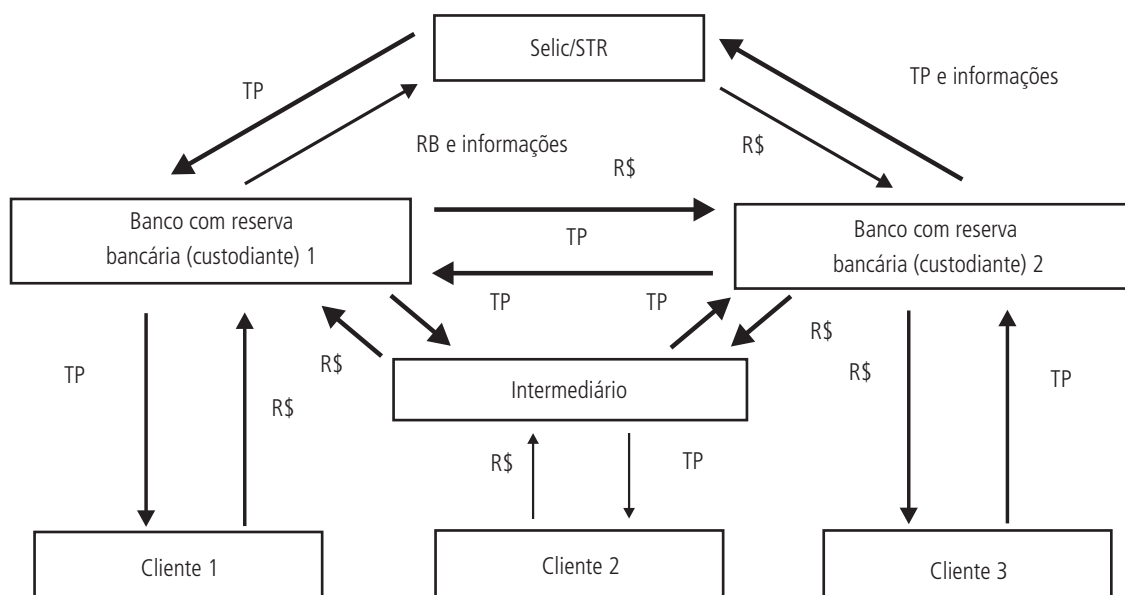 Selic/STR
TP e informações
TP
RB e informações
R$
R$
Banco com reserva
bancária (custodiante) 1
TP
Banco com reserva
bancária (custodiante) 2
TP
TP
R$
R$
TP
R$
R$
TP
Intermediário
R$
TP
Cliente 1
Cliente 2
Cliente 3